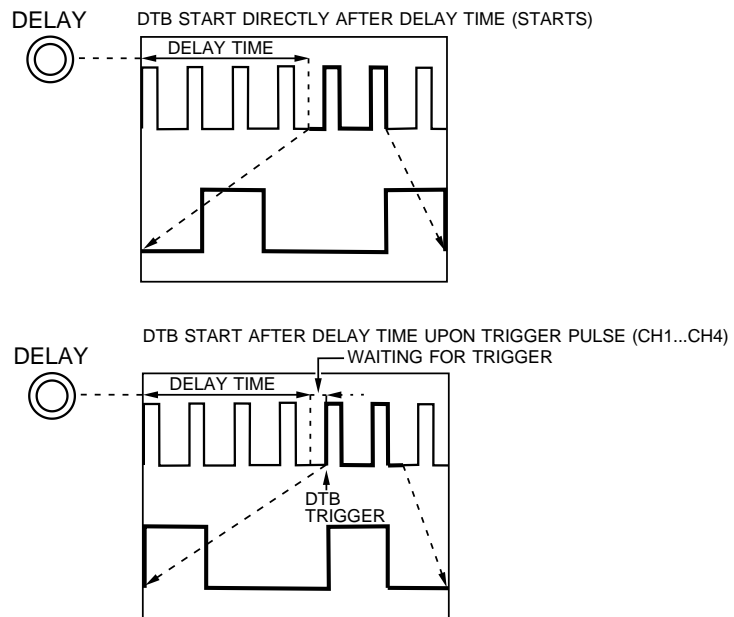 DELAY
DTB START DIRECTLY AFTER DELAY TIME (STARTS)
DELAY TIME
DTB START AFTER DELAY TIME UPON TRIGGER PULSE (CH1...CH4)
DELAY
WAITING FOR TRIGGER
DELAY TIME
DTB
TRIGGER